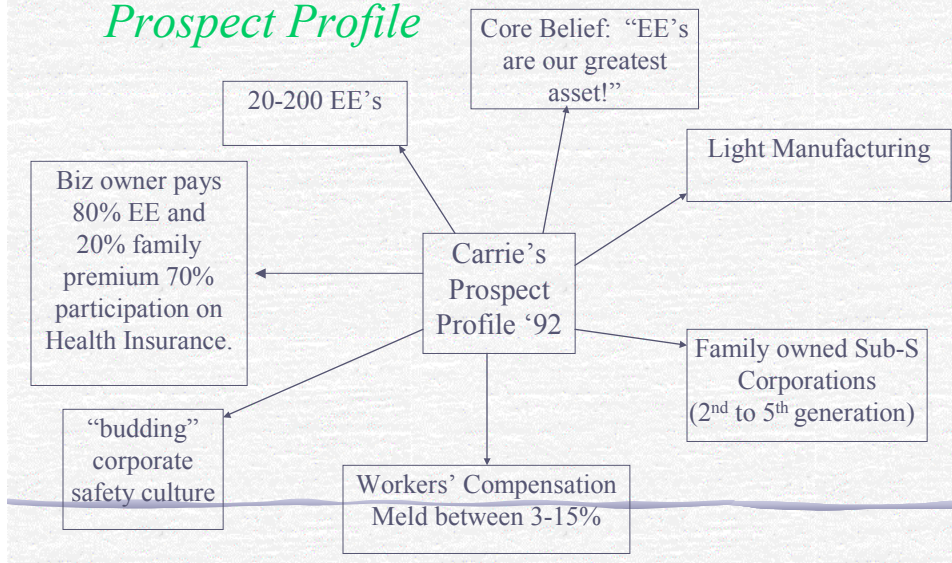 Prospect Profile
Core Belief:  “EE’s
are our greatest
asset!”
20-200 EE’s
Light Manufacturing
Biz owner pays
80% EE and
20% family
premium 70%
participation on
Health Insurance.
Carrie’s
Prospect
Profile ‘92
Family owned Sub-S
Corporations
(2nd to 5th generation)
“budding”
corporate
safety culture
Workers’ Compensation
Meld between 3-15%